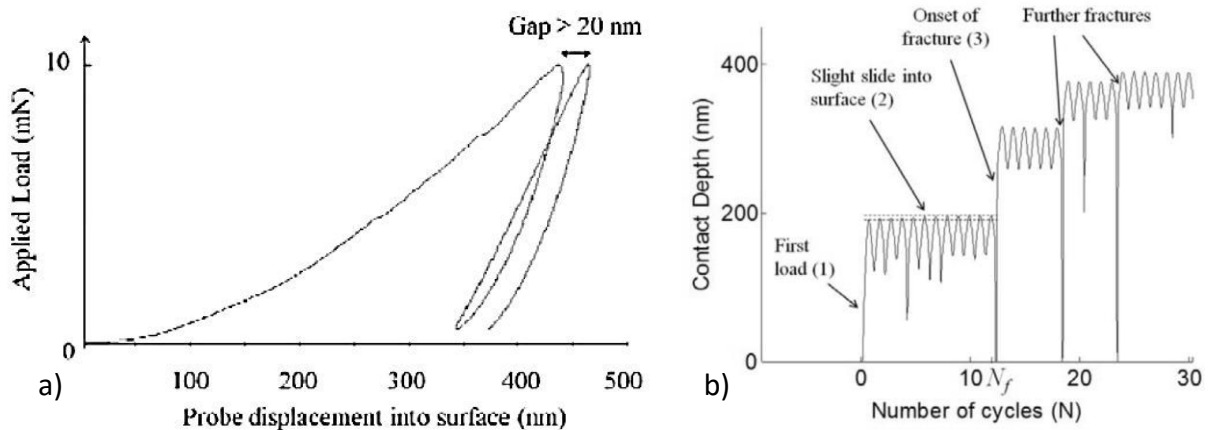 Gap > 20 nm
10
Applied Load (mN)
0
100 200 300 400 500
a)
Probe displacement into surface (nm)
Onset of
fracture (3)
Further fractures
400
Slight slide into
surface (2)
Contact Depth (nm)
200
First
load (1)
0
0 10 N_f 20 30
b)
Number of cycles (N)